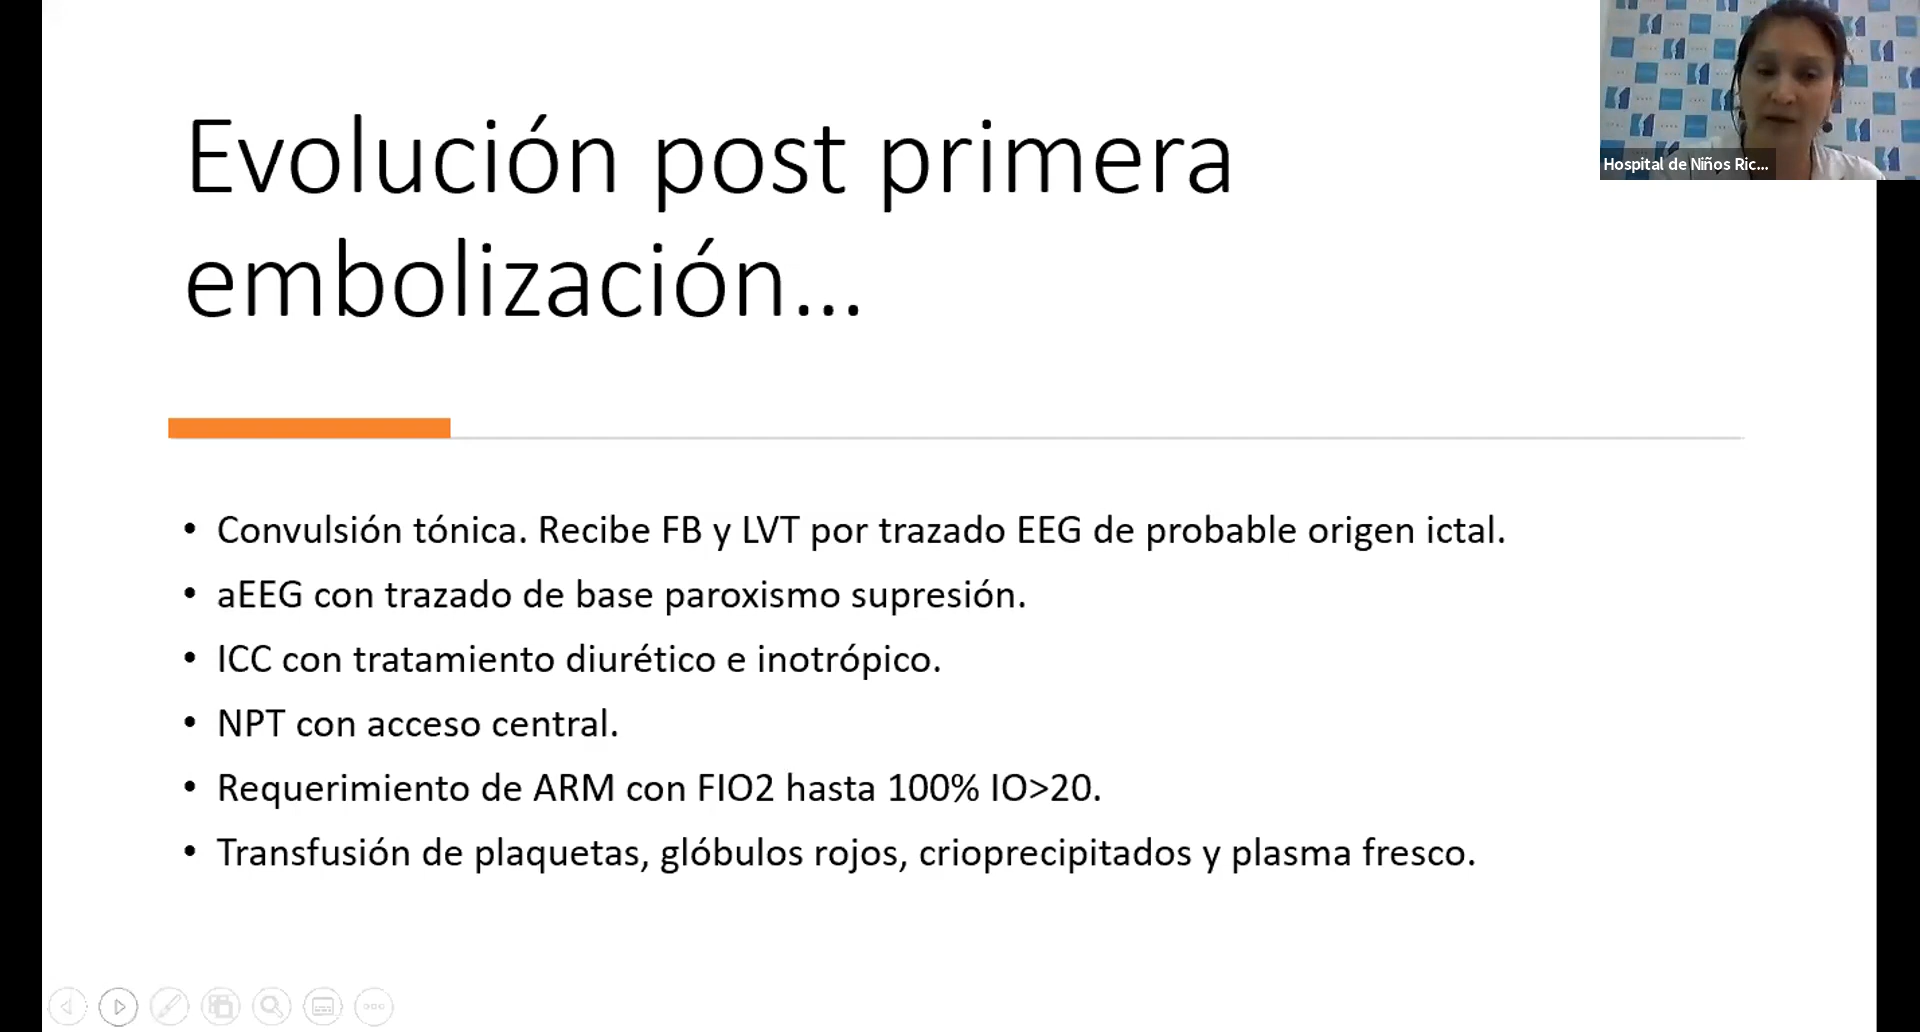 Evolución post primera
embolización...
Hospital de Niños Ric...
• Convulsión tónica. Recibe FB y LVT por trazado EEG de probable origen ictal.
• aEEG con trazado de base paroxismo supresión.
• ICC con tratamiento diurético e inotrópico.
• NPT con acceso central.
• Requerimiento de ARM con FIO2 hasta 100% IO>20.
• Transfusión de plaquetas, glóbulos rojos, crioprecipitados y plasma fresco.